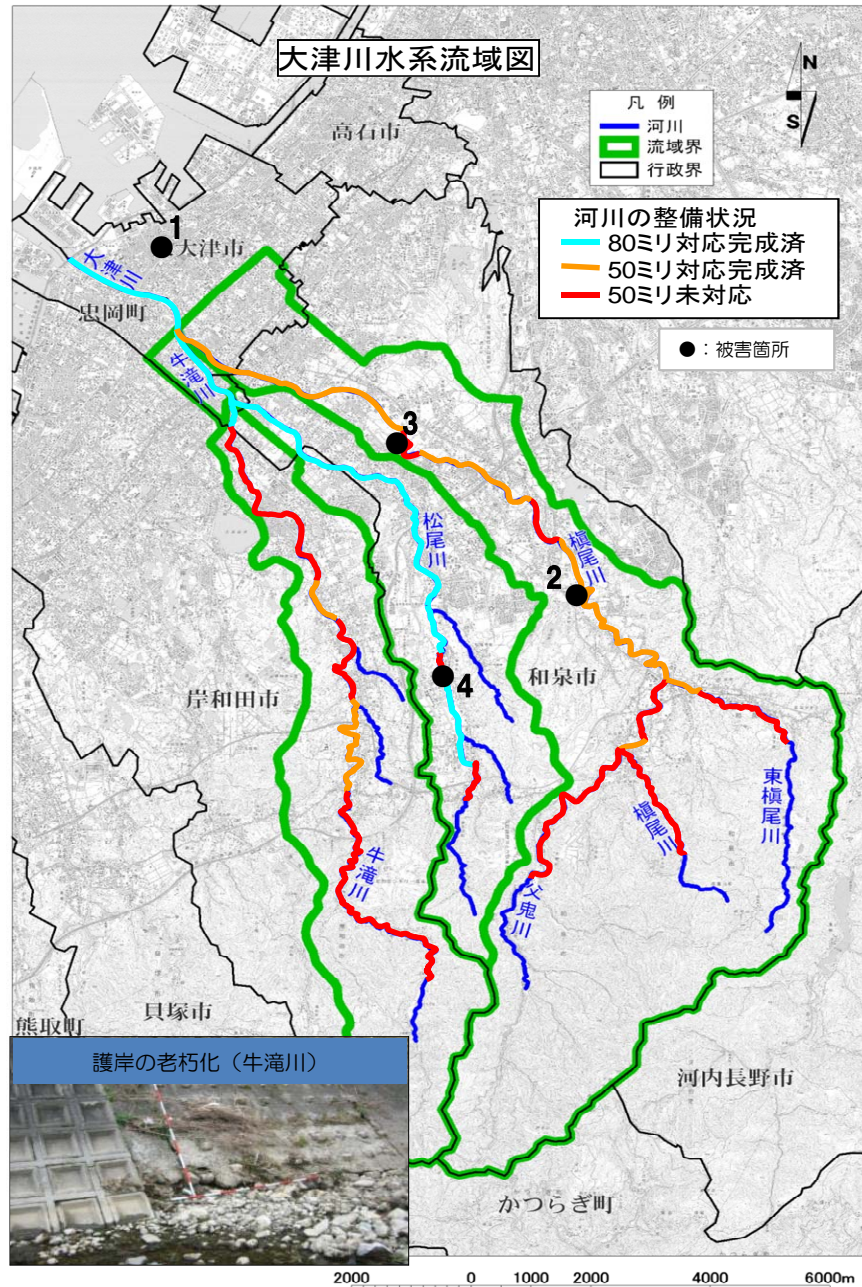 大津川水系流域図
N
S
凡例
河川
流域界
行政界
高石市
河川の整備状況
80ミリ対応完成済
50ミリ対応完成済
50ミリ未対応
●：被害箇所
1
大津市
大津川
忠岡町
牛滝川
3
松尾川
槇尾川
2
4
和泉市
岸和田市
東槇尾川
槇尾川
牛滝川
父鬼川
貝塚市
熊取町
護岸の老朽化（牛滝川）
河内長野市
かつらぎ町
2000 0 1000 2000 4000 6000m